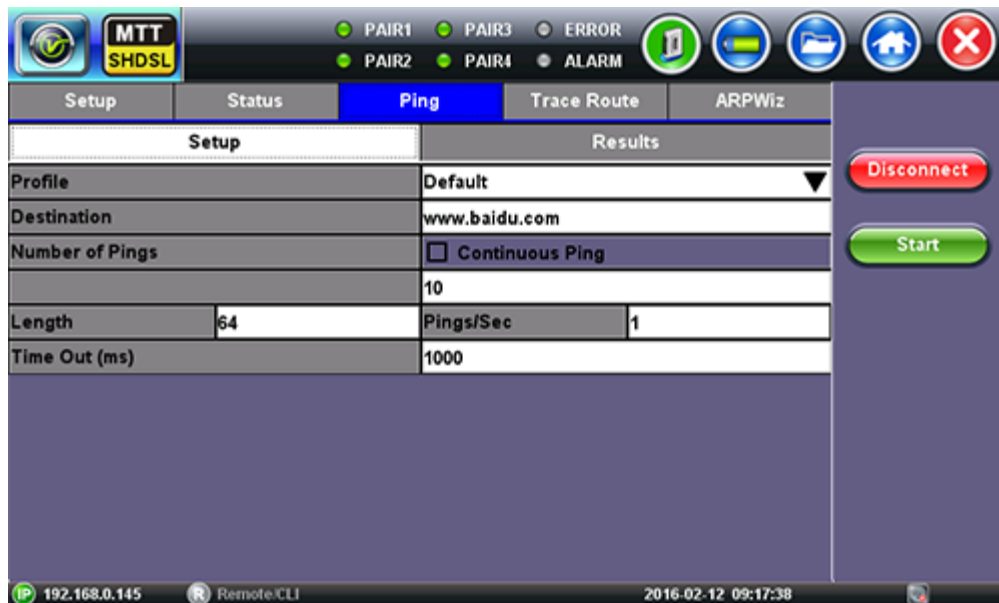 MTT
SHDSL
PAIR1 PAIR3 ERROR
PAIR2 PAIR4 ALARM
Setup Status Ping Trace Route ARPWiz
Setup Results
Profile Default
Destination www.baidu.com
Number of Pings Continuous Ping
10
Length 64 Pings/Sec 1
Time Out (ms) 1000
Disconnect
Start
IP 192.168.0.145 R Remote/CLI 2016-02-12 09:17:38